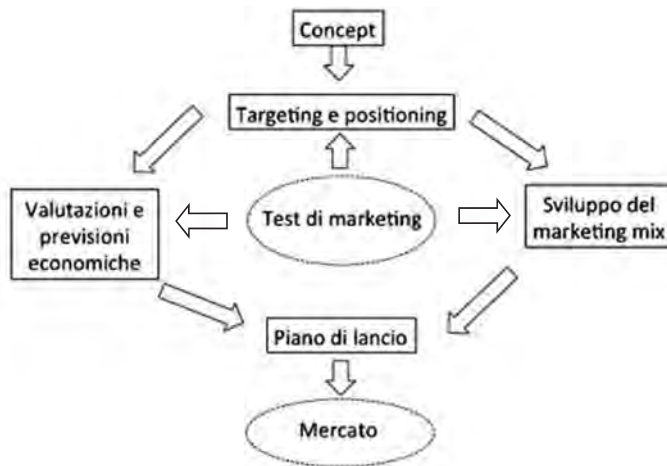 Concept
Targeting e positioning
Valutazioni e
previsioni
economiche
Test di marketing
Sviluppo del
marketing mix
Piano di lancio
Mercato